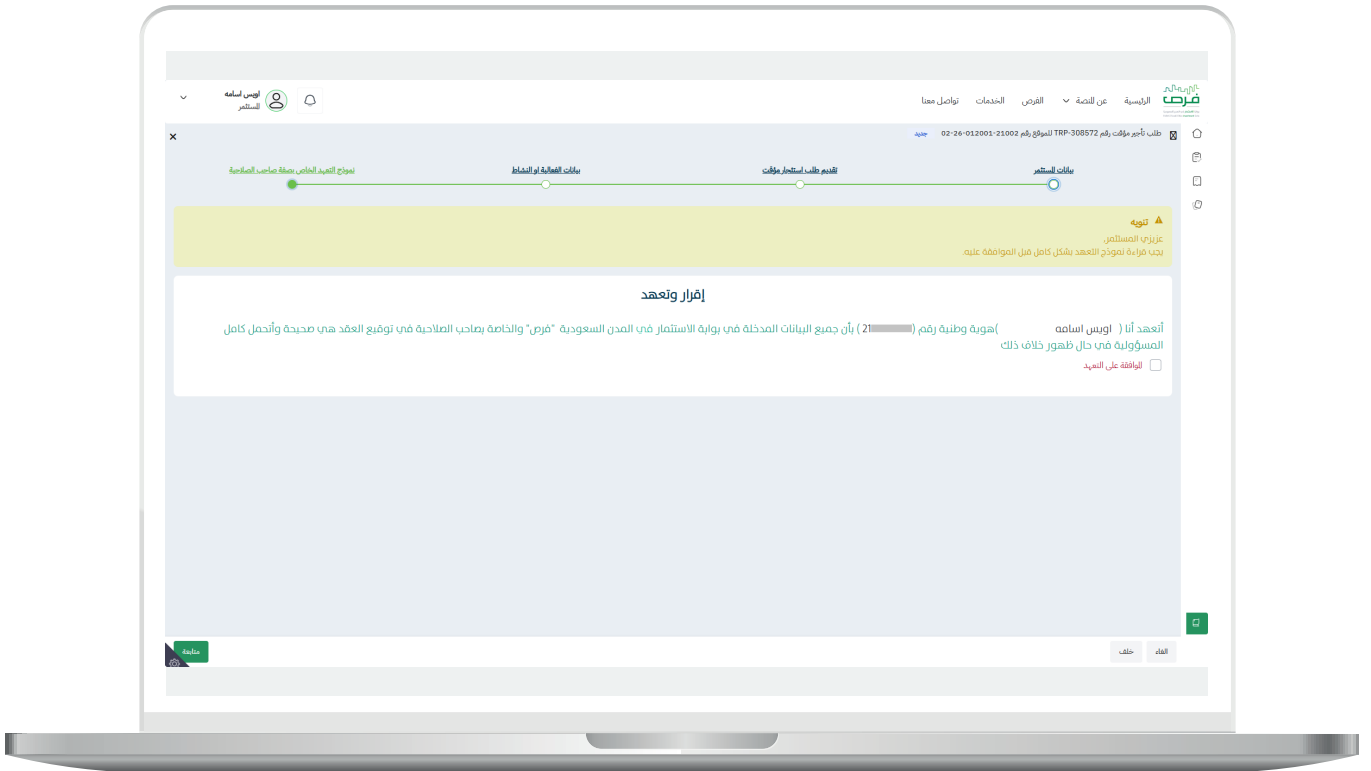 فرص
الرئيسية
عن المنصة
الفرص
الخدمات
تواصل معنا
اويس اسامه
المستثمر
طلب تأجير مؤقت رقم TRP-308572 للموقع رقم 21002-012001-26-02
جديد
بيانات المستثمر
تقديم طلب استئجار مؤقت
بيانات الفعالية او النشاط
نموذج التعهد الخاص بصفة صاحب الصلاحية
تنويه
عزيزي المستثمر،
يجب قراءة نموذج التعهد بشكل كامل قبل الموافقة عليه.
إقرار وتعهد
أتعهد أنا ( اويس اسامه )هوية وطنية رقم (21 ) بأن جميع البيانات المدخلة في بوابة الاستثمار في المدن السعودية "فرص" والخاصة بصاحب الصلاحية في توقيع العقد هي صحيحة وأتحمل كامل
المسؤولية في حال ظهور خلاف ذلك
الموافقة على التعهد
الغاء
خلف
متابعة